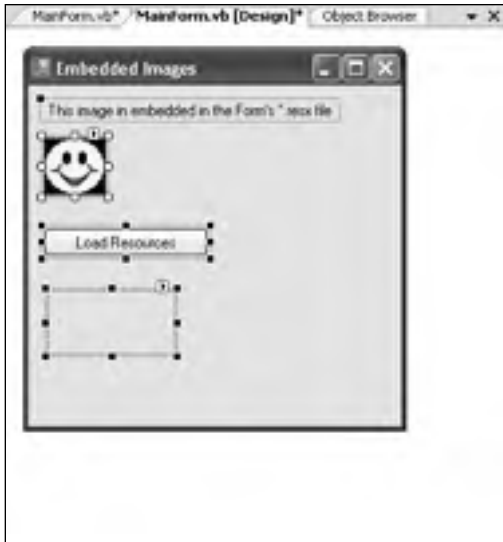 MainForm.vb* MainForm.vb [Design]* Object Browser
Embedded Images
This image in embedded in the Form's *.resx file
Load Resources